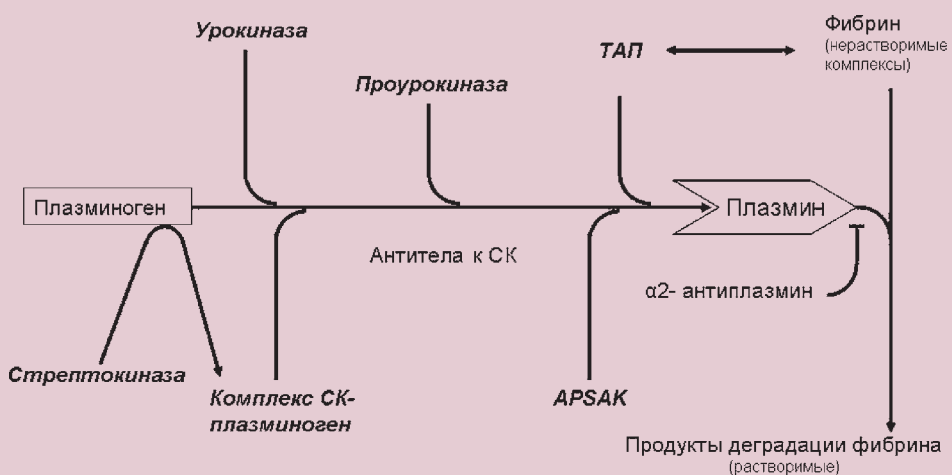 Урокиназа
Фибрин
(нерастворимые
комплексы)
ТАП
Проурокиназа
Плазминоген
Плазмин
Антитела к СК
α2- антиплазмин
Стрептокиназа
Комплекс СК-
плазминоген
APSAK
Продукты деградации фибрина
(растворимые)